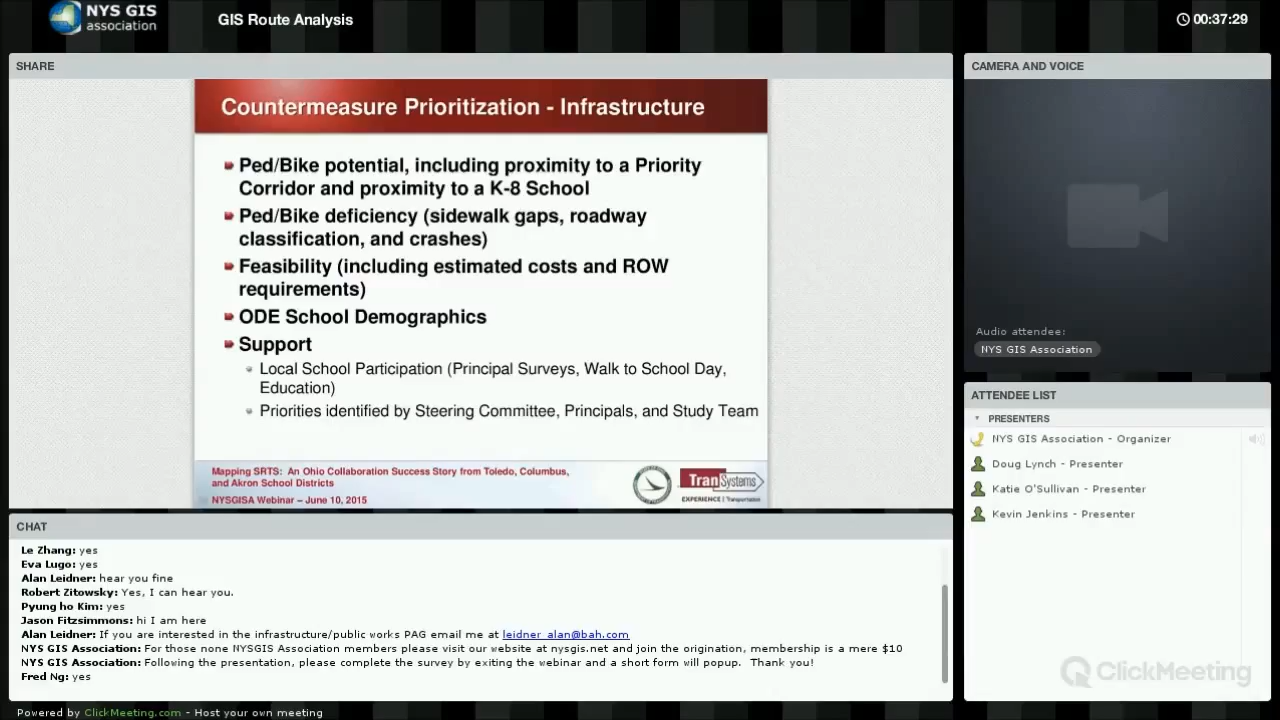 NYS GIS
association
GIS Route Analysis
00:37:29
SHARE
Countermeasure Prioritization - Infrastructure
Ped/Bike potential, including proximity to a Priority
Corridor and proximity to a K-8 School
Ped/Bike deficiency (sidewalk gaps, roadway
classification, and crashes)
Feasibility (including estimated costs and ROW
requirements)
ODE School Demographics
Support
Local School Participation (Principal Surveys, Walk to School Day,
Education)
Priorities identified by Steering Committee, Principals, and Study Team
Mapping SRTS: An Ohio Collaboration Success Story from Toledo, Columbus,
and Akron School Districts
NYSGISA Webinar – June 10, 2015
TranSystems
EXPERIENCE | Transportation
CAMERA AND VOICE
Audio attendee:
NYS GIS Association
ATTENDEE LIST
PRESENTERS
NYS GIS Association - Organizer
Doug Lynch - Presenter
Katie O'Sullivan - Presenter
Kevin Jenkins - Presenter
CHAT
Le Zhang: yes
Eva Lugo: yes
Alan Leidner: hear you fine
Robert Zitowsky: Yes, I can hear you.
Pyung ho Kim: yes
Jason Fitzsimmons: hi I am here
Alan Leidner: If you are interested in the infrastructure/public works PAG email me at leidner_alan@bah.com
NYS GIS Association: For those none NYSGIS Association members please visit our website at nysgis.net and join the origination, membership is a mere $10
NYS GIS Association: Following the presentation, please complete the survey by exiting the webinar and a short form will popup. Thank you!
Fred Ng: yes
ClickMeeting
Powered by ClickMeeting.com - Host your own meeting